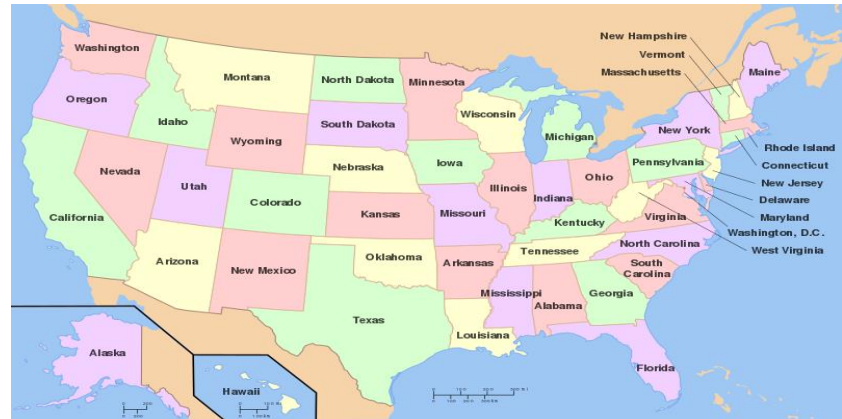 New Hampshire
Vermont
Massachusetts
Washington
Montana
North Dakota
Minnesota
Maine
Oregon
Idaho
Wyoming
South Dakota
Wisconsin
Michigan
New York
Rhode Island
Connecticut
New Jersey
Delaware
Maryland
Washington, D.C.
West Virginia
Nevada
Utah
Colorado
Nebraska
Iowa
Illinois
Indiana
Ohio
Pennsylvania
California
Kansas
Missouri
Kentucky
Virginia
Arizona
New Mexico
Oklahoma
Arkansas
Tennessee
North Carolina
South
Carolina
Texas
Louisiana
Mississippi
Alabama
Georgia
Florida
Alaska
Hawaii